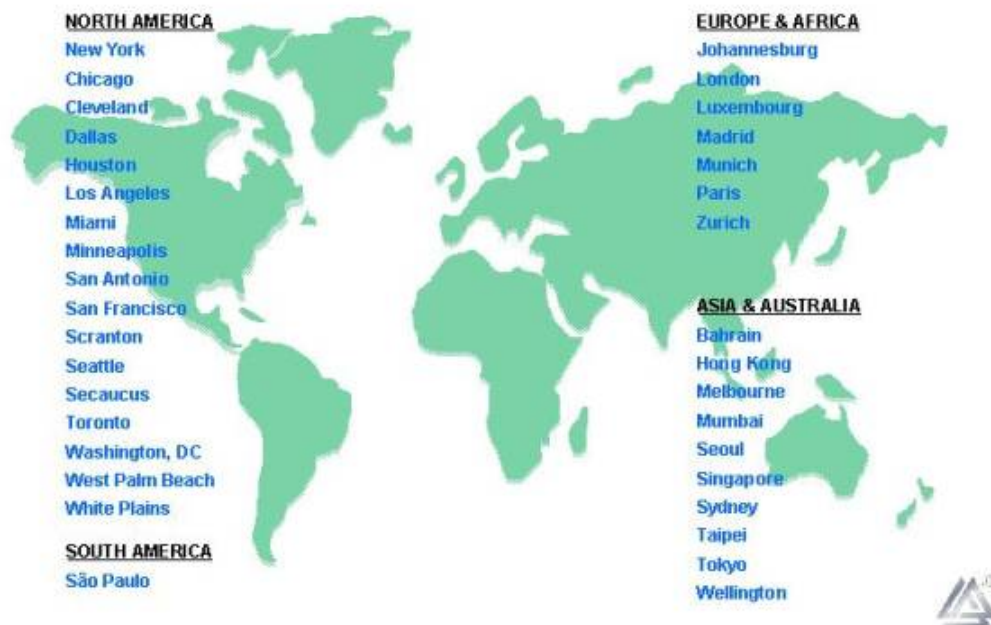 NORTH AMERICA
New York
Chicago
Cleveland
Dallas
Houston
Los Angeles
Miami
Minneapolis
San Antonio
San Francisco
Scranton
Seattle
Secaucus
Toronto
Washington, DC
West Palm Beach
White Plains
SOUTH AMERICA
São Paulo
EUROPE & AFRICA
Johannesburg
London
Luxembourg
Madrid
Munich
Paris
Zurich
ASIA & AUSTRALIA
Bahrain
Hong Kong
Melbourne
Mumbai
Seoul
Singapore
Sydney
Taipei
Tokyo
Wellington